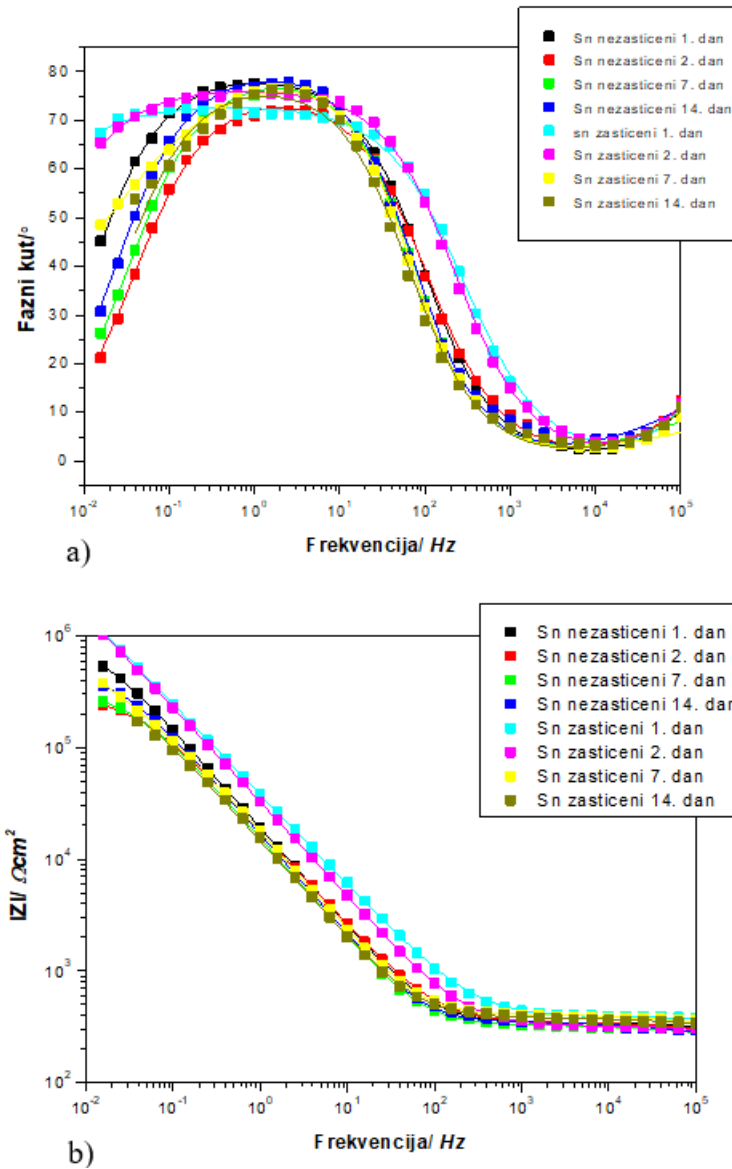 Sn nezasticeni 1. dan
Sn nezasticeni 2. dan
Sn nezasticeni 7. dan
Sn nezasticeni 14. dan
sn zasticeni 1. dan
Sn zasticeni 2. dan
Sn zasticeni 7. dan
Sn zasticeni 14. dan
Fazni kut/°
80
70
60
50
40
30
20
10
0
10⁻² 10⁻¹ 10⁰ 10¹ 10² 10³ 10⁴ 10⁵
Frekvencija/ Hz
a)
Sn nezasticeni 1. dan
Sn nezasticeni 2. dan
Sn nezasticeni 7. dan
Sn nezasticeni 14. dan
Sn zasticeni 1. dan
Sn zasticeni 2. dan
Sn zasticeni 7. dan
Sn zasticeni 14. dan
IZI/ Ωcm²
10⁶
10⁵
10⁴
10³
10²
10⁻² 10⁻¹ 10⁰ 10¹ 10² 10³ 10⁴ 10⁵
Frekvencija/ Hz
b)